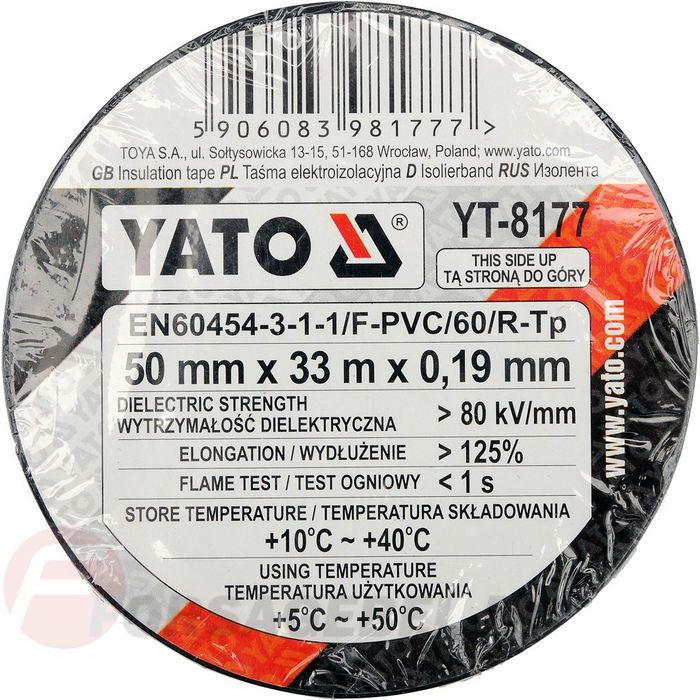 5 906083 981777 >
TOYA S.A., ul. Sołtysowicka 13-15, 51-168 Wrocław, Poland; www.yato.com
GB Insulation tape PL Taśma elektroizolacyjna D Isolierband RUS Изолента
YATO ®
YT-8177
THIS SIDE UP
TĄ STRONĄ DO GÓRY
EN60454-3-1-1/F-PVC/60/R-Tp
50 mm x 33 m x 0,19 mm
DIELECTRIC STRENGTH
WYTRZYMAŁOŚĆ DIELEKTRYCZNA > 80 kV/mm
ELONGATION / WYDŁUŻENIE > 125%
FLAME TEST / TEST OGNIOWY < 1 s
STORE TEMPERATURE / TEMPERATURA SKŁADOWANIA
+10°C ~ +40°C
USING TEMPERATURE
TEMPERATURA UŻYTKOWANIA
+5°C ~ +50°C
www.yato.com